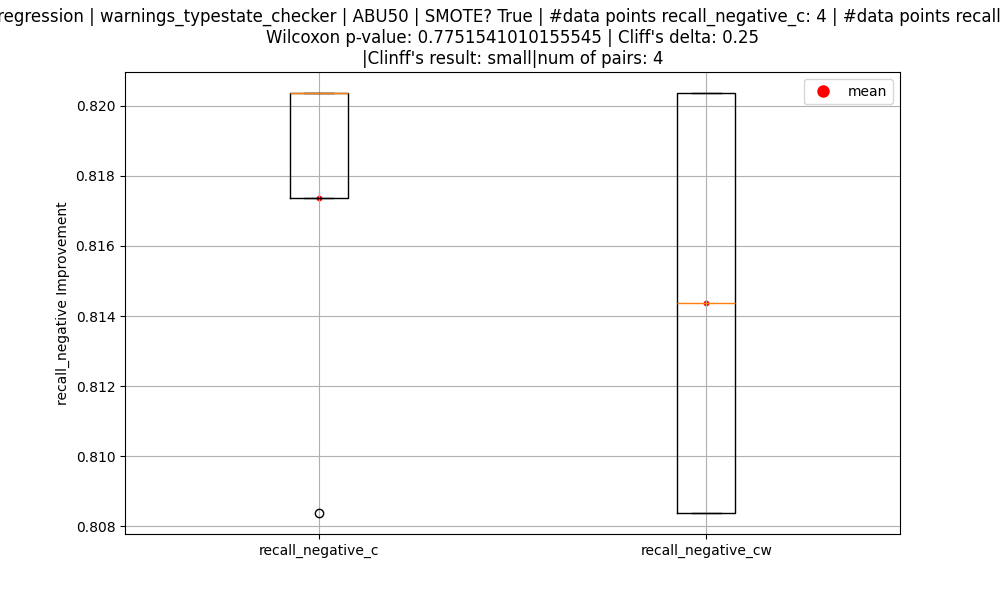 regression | warnings_typestate_checker | ABU50 | SMOTE? True | #data points recall_negative_c: 4 | #data points recall
Wilcoxon p-value: 0.7751541010155545 | Cliff's delta: 0.25
|Clinff's result: small|num of pairs: 4
mean
0.820
0.818
0.816
0.814
0.812
0.810
0.808
recall_negative Improvement
recall_negative_c
recall_negative_cw